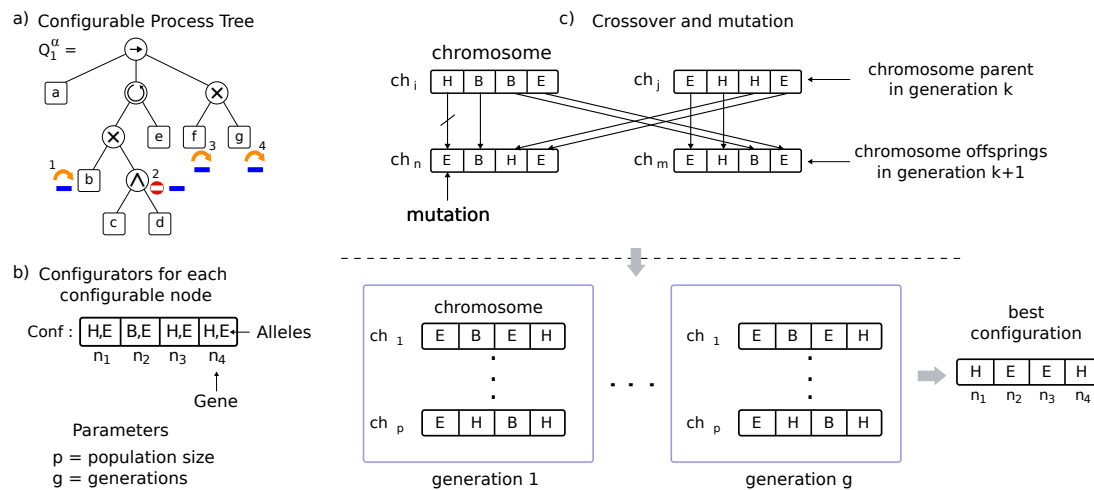 a) Configurable Process Tree
Q₁^α =
→
a
e
f
3
g
4
1
b
2
∧
c
d
b) Configurators for each
configurable node
Conf : H,E B,E H,E H,E Alleles
n₁ n₂ n₃ n₄
Gene
Parameters
p = population size
g = generations
c) Crossover and mutation
chromosome
ch i H B B E
ch j E H H E
chromosome parent
in generation k
ch n E B H E
ch m E H B E
chromosome offsprings
in generation k+1
mutation
chromosome
ch 1 E B E H
ch p E H B H
generation 1
. . .
ch 1 E B E H
ch p E H B H
generation g
best
configuration
H E E H
n₁ n₂ n₃ n₄